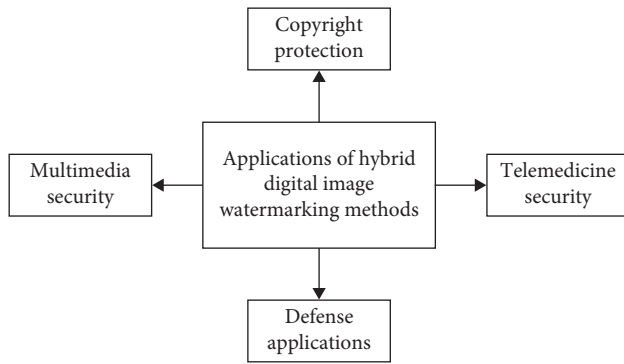 Copyright
protection
Multimedia
security
Applications of hybrid
digital image
watermarking methods
Telemedicine
security
Defense
applications